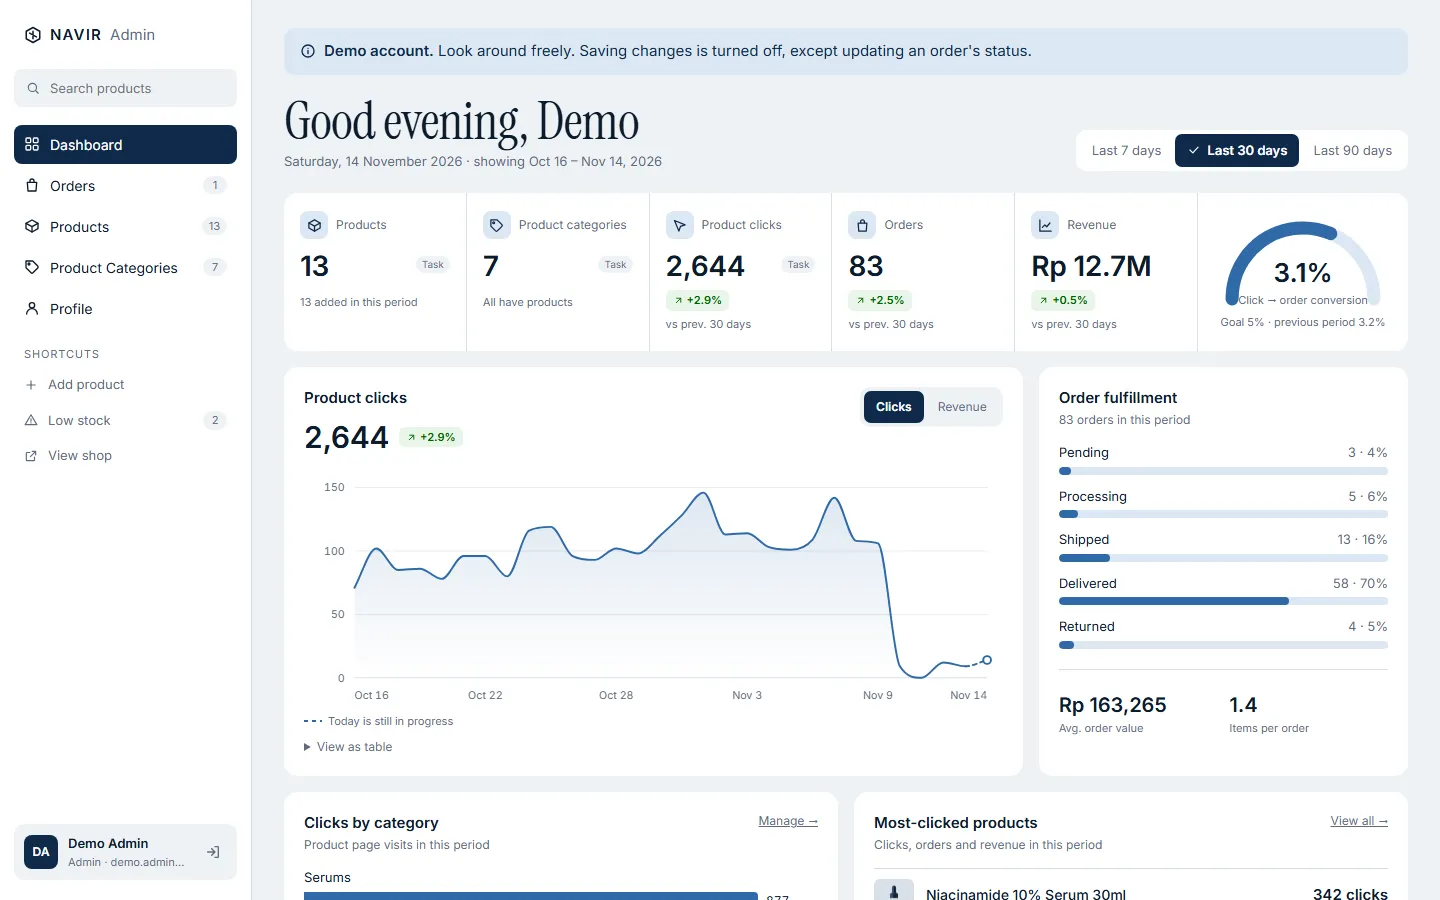 NAVIR Admin
Search products
Dashboard
Orders 1
Products 13
Product Categories 7
Profile
SHORTCUTS
Add product
Low stock 2
View shop
DA
Demo Admin
Admin · demo.admin...
Demo account. Look around freely. Saving changes is turned off, except updating an order's status.
Good evening, Demo
Saturday, 14 November 2026 · showing Oct 16 – Nov 14, 2026
Last 7 days
Last 30 days
Last 90 days
Products
13
Task
13 added in this period
Product categories
7
Task
All have products
Product clicks
2,644
Task
+2.9%
vs prev. 30 days
Orders
83
+2.5%
vs prev. 30 days
Revenue
Rp 12.7M
+0.5%
vs prev. 30 days
3.1%
Click → order conversion
Goal 5% · previous period 3.2%
Product clicks
2,644
+2.9%
Clicks
Revenue
150
100
50
0
Oct 16
Oct 22
Oct 28
Nov 3
Nov 9
Nov 14
Today is still in progress
View as table
Order fulfillment
83 orders in this period
Pending 3 · 4%
Processing 5 · 6%
Shipped 13 · 16%
Delivered 58 · 70%
Returned 4 · 5%
Rp 163,265
Avg. order value
1.4
Items per order
Clicks by category
Manage →
Product page visits in this period
Serums
877
Most-clicked products
View all →
Clicks, orders and revenue in this period
Niacinamide 10% Serum 30ml
342 clicks